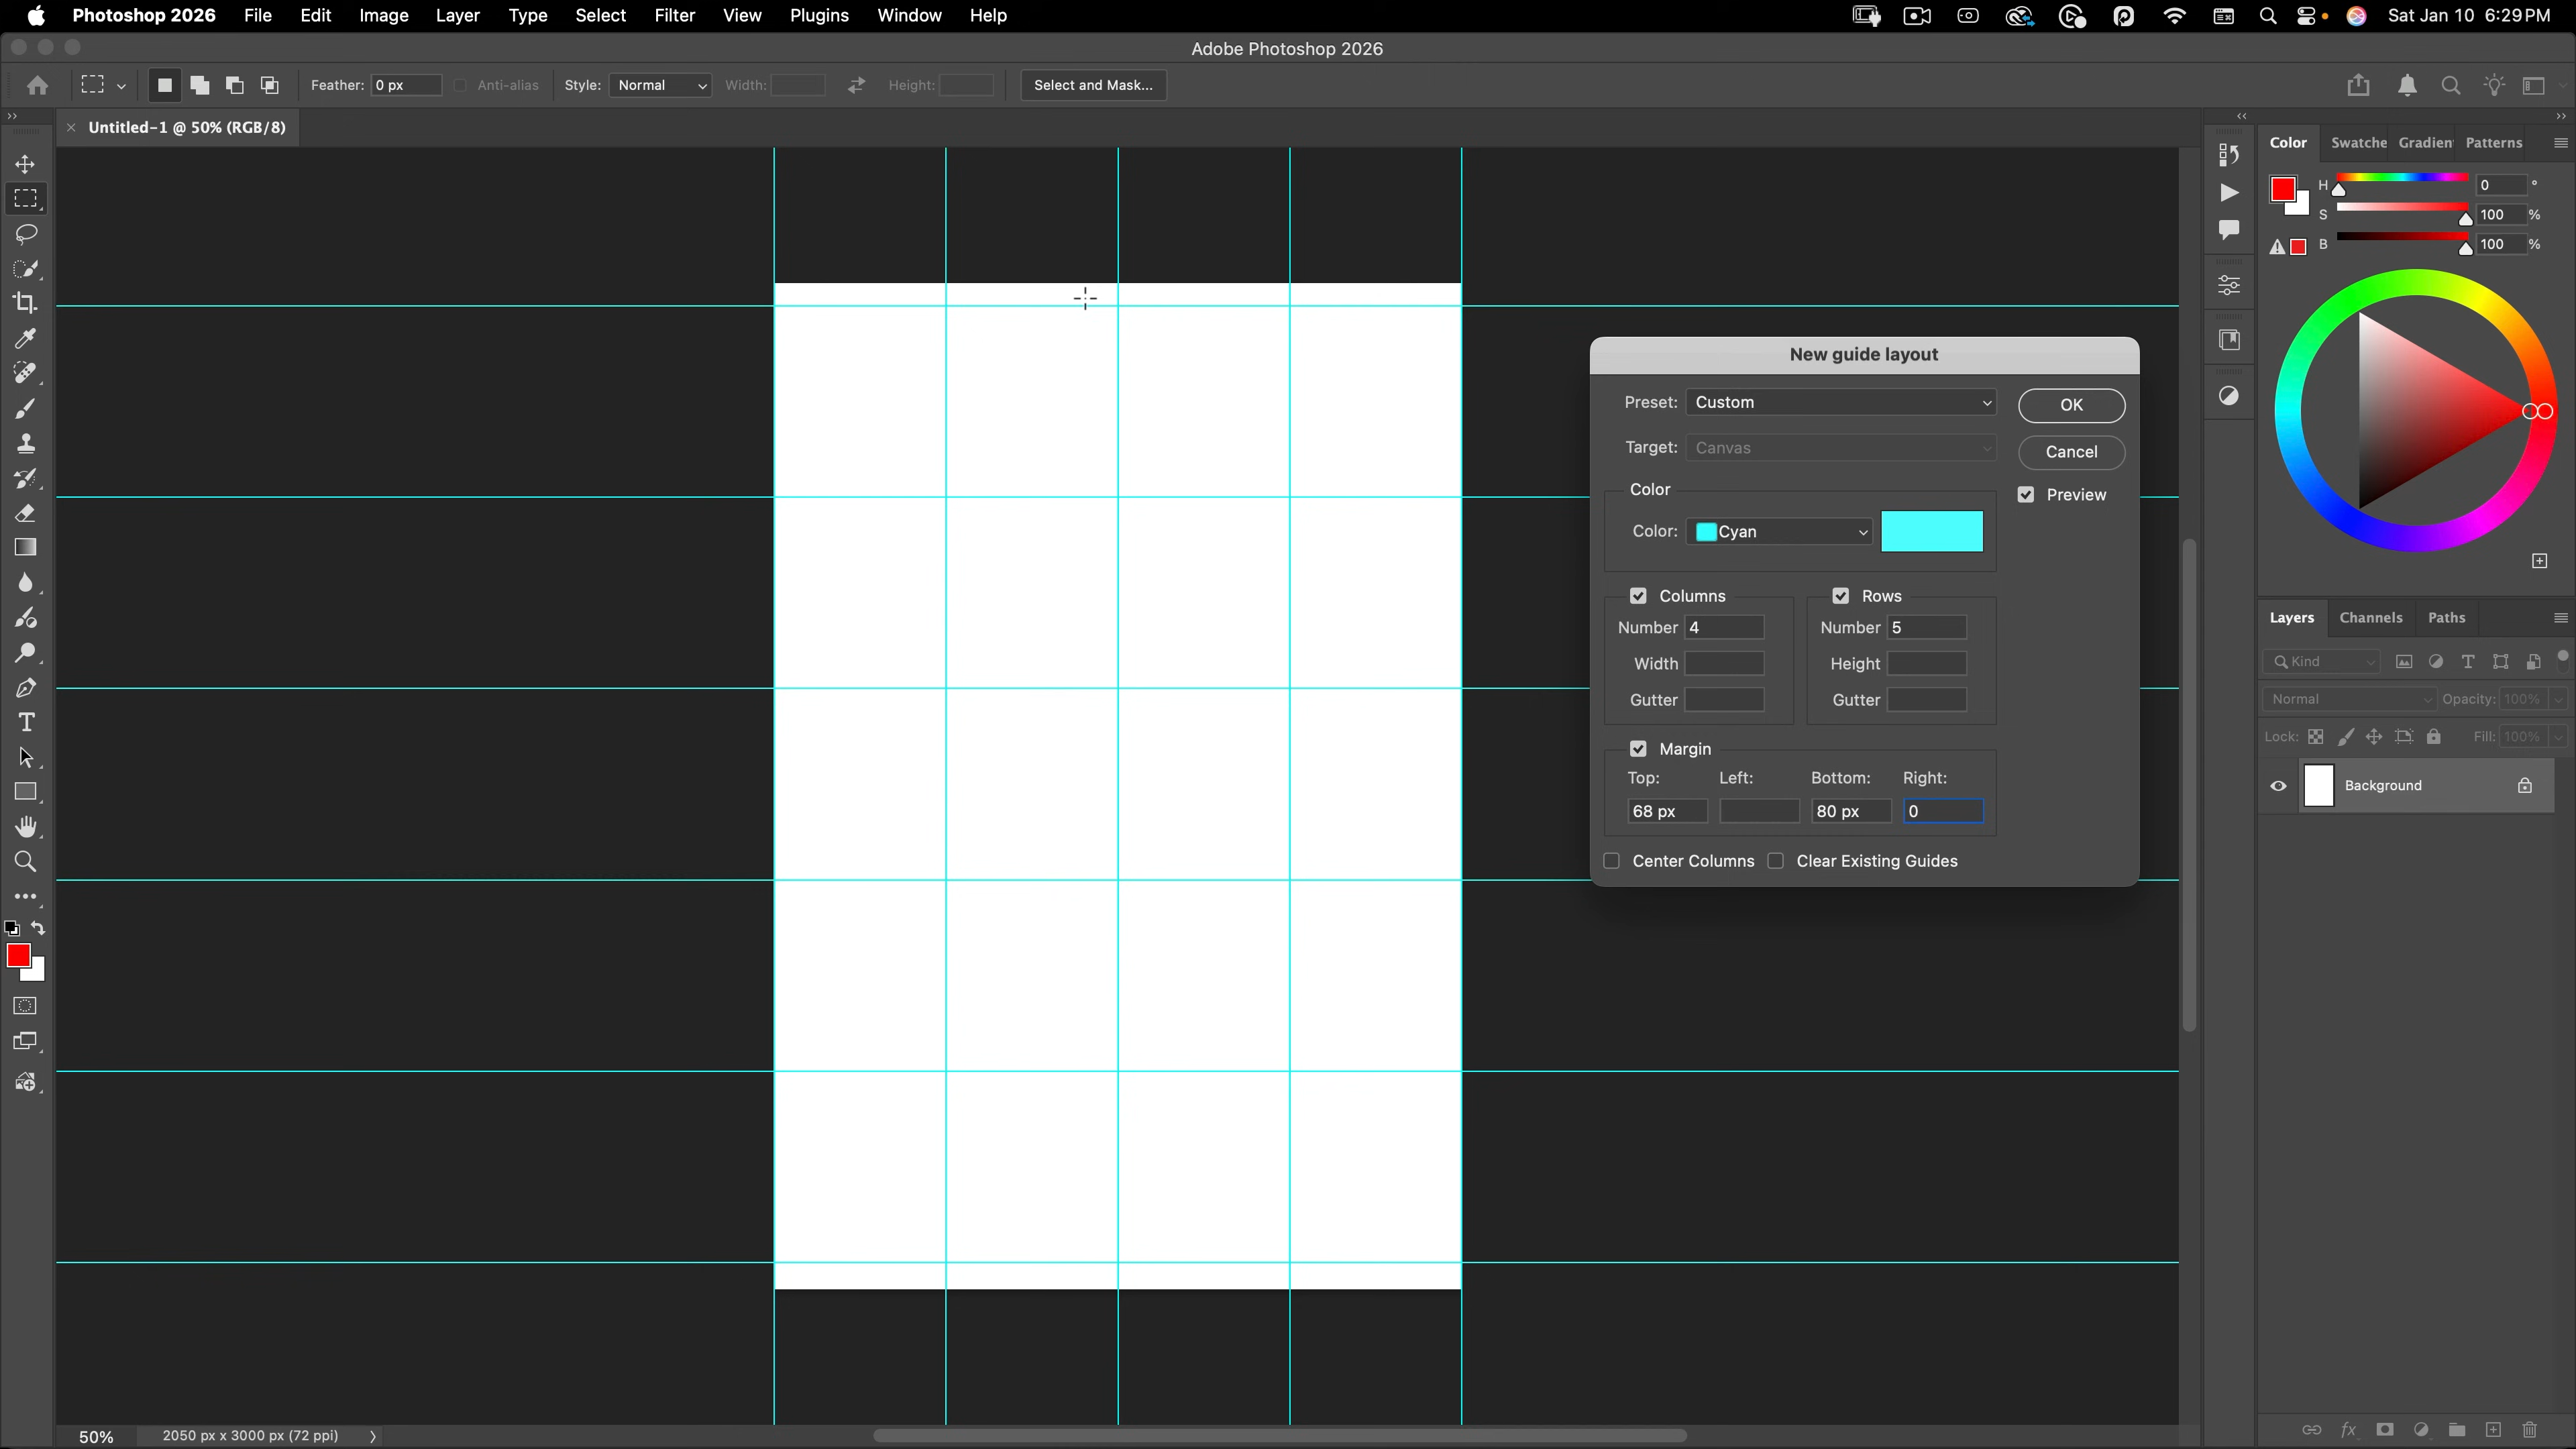 Photoshop 2026 File Edit Image Layer Type Select Filter View Plugins Window Help Sat Jan 10 6:29 PM
Adobe Photoshop 2026
Feather: 0 px Anti-alias Style: Normal Width: Height: Select and Mask...
Untitled-1 @ 50% (RGB/8)
Color Swatche Gradien Patterns
H 0 °
S 100 %
B 100 %
New guide layout
Preset: Custom OK
Target: Canvas Cancel
Color Preview
Color: Cyan
Columns Rows
Number 4 Number 5
Width Height
Gutter Gutter
Margin
Top: Left: Bottom: Right:
68 px 80 px 0
Center Columns Clear Existing Guides
Layers Channels Paths
Kind
Normal Opacity: 100%
Lock: Fill: 100%
Background
50% 2050 px x 3000 px (72 ppi)
fx